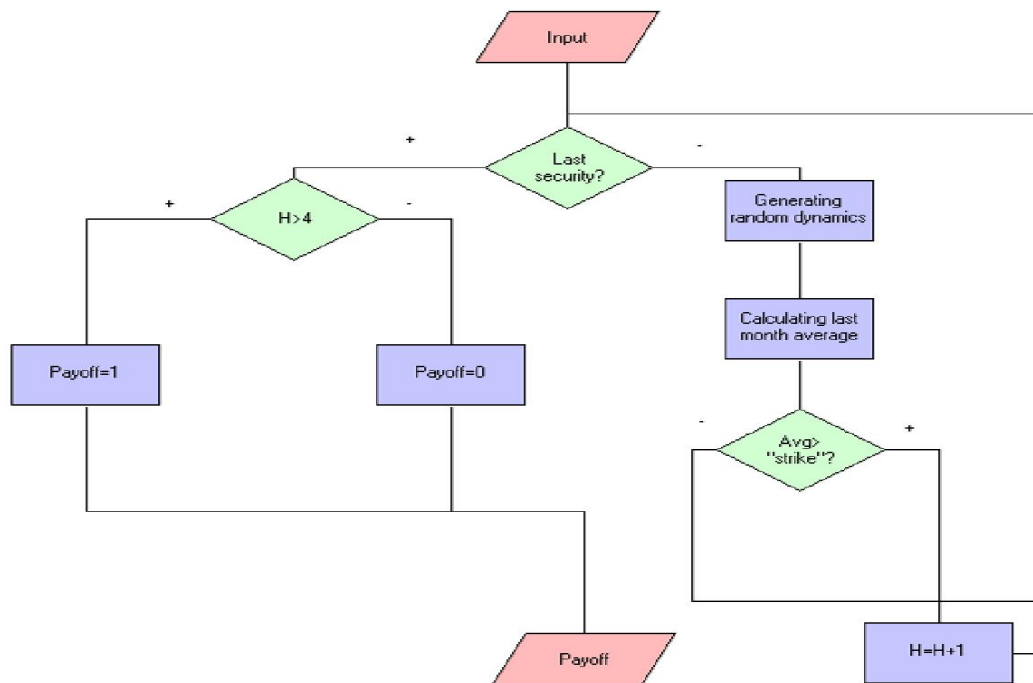 Input
+
-
Last
security?
+
-
H>4
Generating
random dynamics
Calculating last
month average
Payoff=1
Payoff=0
-
+
Avg>
"strike"?
H=H+1
Payoff